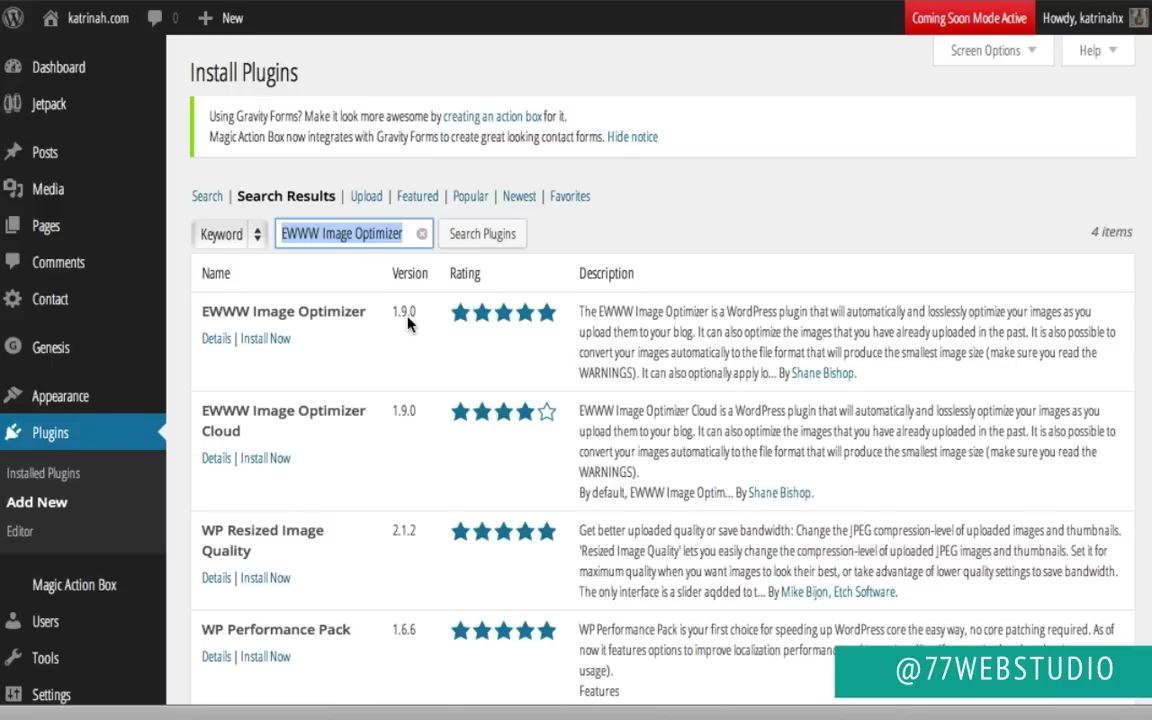 katrinah.com 0 New Coming Soon Mode Active Howdy, katrinahx
Screen Options Help
Dashboard
Jetpack
Posts
Media
Pages
Comments
Contact
Genesis
Appearance
Plugins
Installed Plugins
Add New
Editor
Magic Action Box
Users
Tools
Settings
Install Plugins
Using Gravity Forms? Make it look more awesome by creating an action box for it.
Magic Action Box now integrates with Gravity Forms to create great looking contact forms. Hide notice
Search | Search Results | Upload | Featured | Popular | Newest | Favorites
Keyword EWWW Image Optimizer Search Plugins 4 items
Name Version Rating Description
EWWW Image Optimizer 1.9.0
Details | Install Now
The EWWW Image Optimizer is a WordPress plugin that will automatically and losslessly optimize your images as you
upload them to your blog. It can also optimize the images that you have already uploaded in the past. It is also possible to
convert your images automatically to the file format that will produce the smallest image size (make sure you read the
WARNINGS). It can also optionally apply lo... By Shane Bishop.
EWWW Image Optimizer
Cloud
1.9.0
Details | Install Now
EWWW Image Optimizer Cloud is a WordPress plugin that will automatically and losslessly optimize your images as you
upload them to your blog. It can also optimize the images that you have already uploaded in the past. It is also possible to
convert your images automatically to the file format that will produce the smallest image size (make sure you read the
WARNINGS).
By default, EWWW Image Optim... By Shane Bishop.
WP Resized Image
Quality
2.1.2
Details | Install Now
Get better uploaded quality or save bandwidth: Change the JPEG compression-level of uploaded images and thumbnails.
'Resized Image Quality' lets you easily change the compression-level of uploaded JPEG images and thumbnails. Set it for
maximum quality when you want images to look their best, or take advantage of lower quality settings to save bandwidth.
The only interface is a slider aqdded to t... By Mike Bijon, Etch Software.
WP Performance Pack 1.6.6
Details | Install Now
WP Performance Pack is your first choice for speeding up WordPress core the easy way, no core patching required. As of
now it features options to improve localization performan
usage).
Features
@77WEBSTUDIO